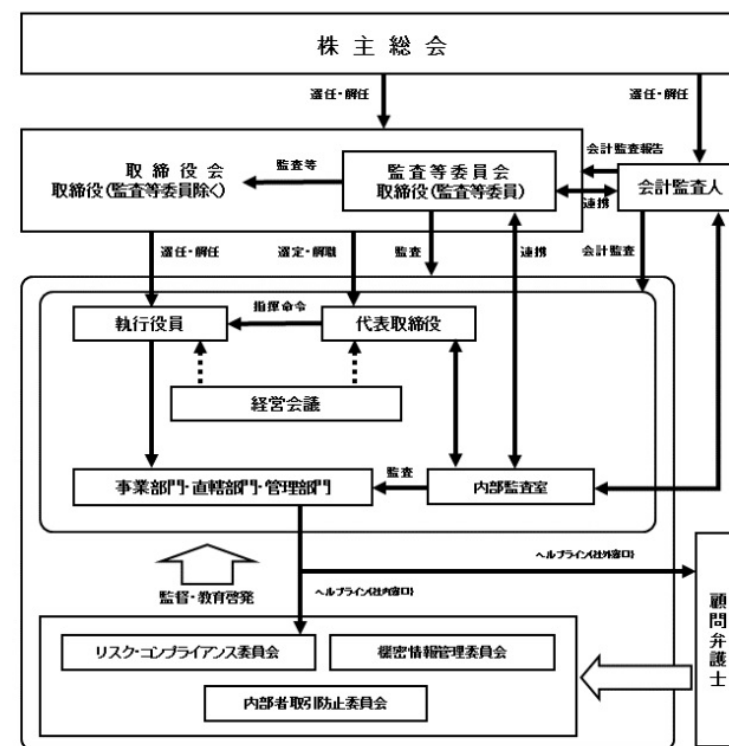 株主総会
選任・解任
選任・解任
取締役会
取締役(監査等委員除く)
監査等
監査等委員会
取締役(監査等委員)
会計監査報告
会計監査人
連携
選任・解任
選定・解職
監査
連携
会計監査
執行役員
指揮命令
代表取締役
経営会議
事業部門・直轄部門・管理部門
監査
内部監査室
監督・教育啓発
ヘルプライン(社内窓口)
ヘルプライン(社外窓口)
顧問弁護士
リスク・コンプライアンス委員会
機密情報管理委員会
内部者取引防止委員会